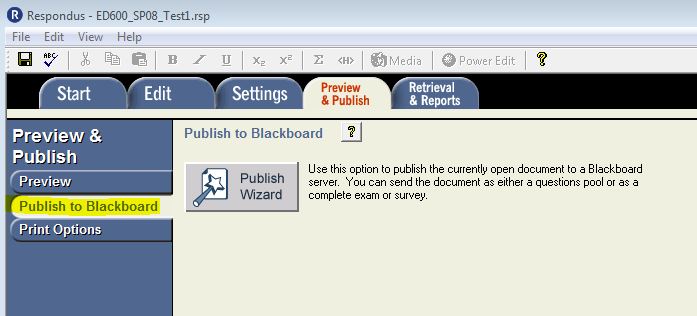 R Respondus - ED600_SP08_Test1.rsp
File Edit View Help
ABC B I U X₂ X² Σ <H> Media Power Edit ?
Start Edit Settings Preview & Publish Retrieval & Reports
Preview &
Publish
Preview
Publish to Blackboard
Print Options
Publish to Blackboard ?
Publish
Wizard
Use this option to publish the currently open document to a Blackboard
server. You can send the document as either a questions pool or as a
complete exam or survey.